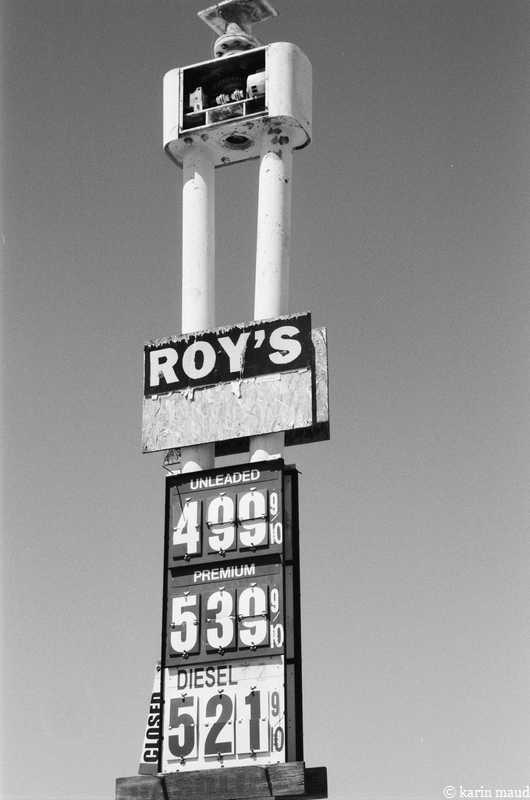 ROY'S
UNLEADED
4 99 9/10
PREMIUM
5 39 9/10
DIESEL
5 21 9/10
CLOSED
© karin maud